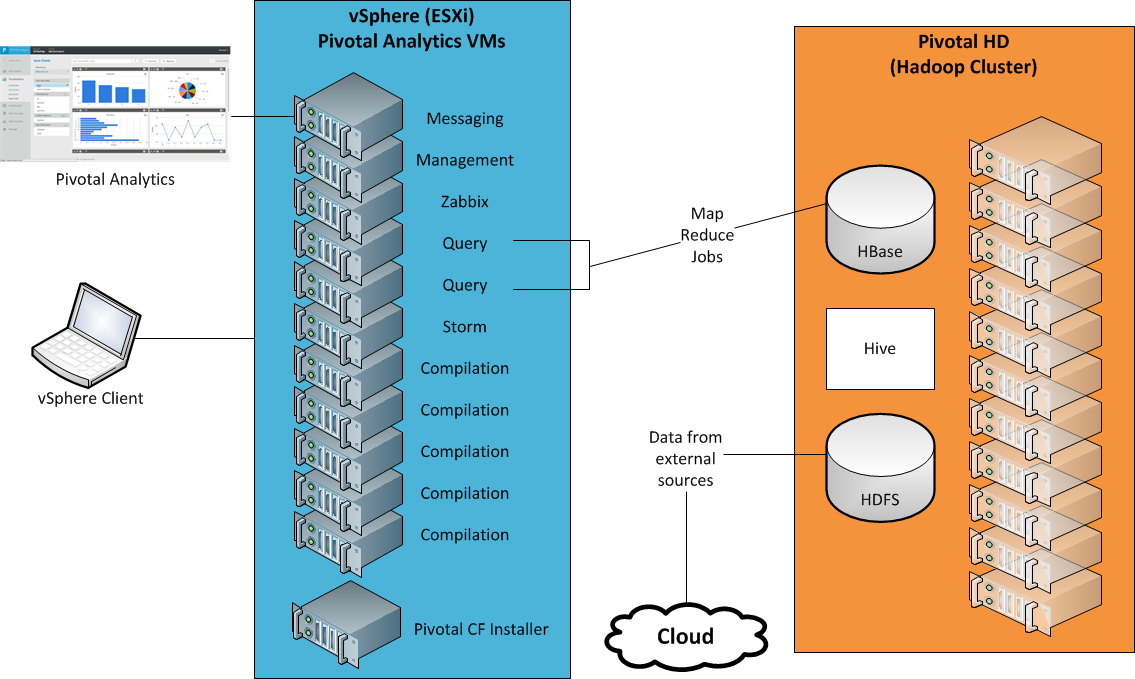 vSphere (ESXi)
Pivotal Analytics VMs
Pivotal Analytics
vSphere Client
Messaging
Management
Zabbix
Query
Query
Storm
Compilation
Compilation
Compilation
Compilation
Compilation
Pivotal CF Installer
Map
Reduce
Jobs
Data from
external
sources
Cloud
Pivotal HD
(Hadoop Cluster)
HBase
Hive
HDFS